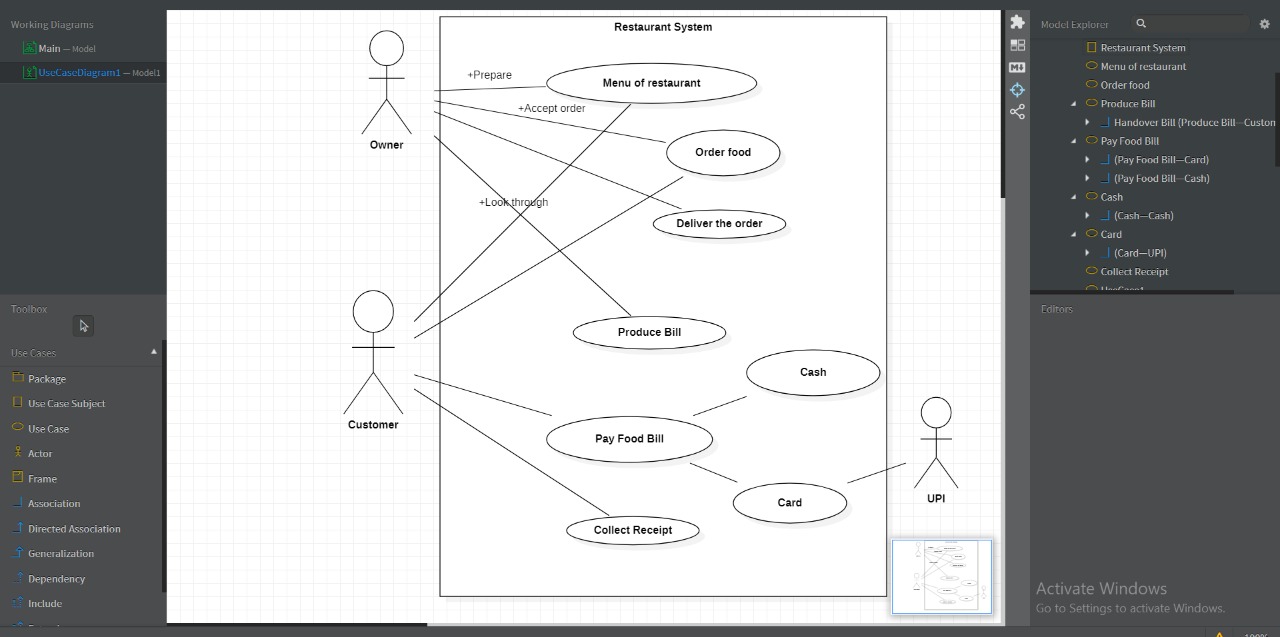 Working Diagrams
Main — Model
UseCaseDiagram1 — Model1
Toolbox
Use Cases
Package
Use Case Subject
Use Case
Actor
Frame
Association
Directed Association
Generalization
Dependency
Include
Restaurant System
+Prepare
Menu of restaurant
+Accept order
Owner
Order food
+Look through
Deliver the order
Produce Bill
Cash
Customer
Pay Food Bill
UPI
Card
Collect Receipt
MI
Model Explorer
Restaurant System
Menu of restaurant
Order food
Produce Bill
Handover Bill (Produce Bill—Custon
Pay Food Bill
(Pay Food Bill—Card)
(Pay Food Bill—Cash)
Cash
(Cash—Cash)
Card
(Card—UPI)
Collect Receipt
UseCase1
Editors
Activate Windows
Go to Settings to activate Windows.
100%